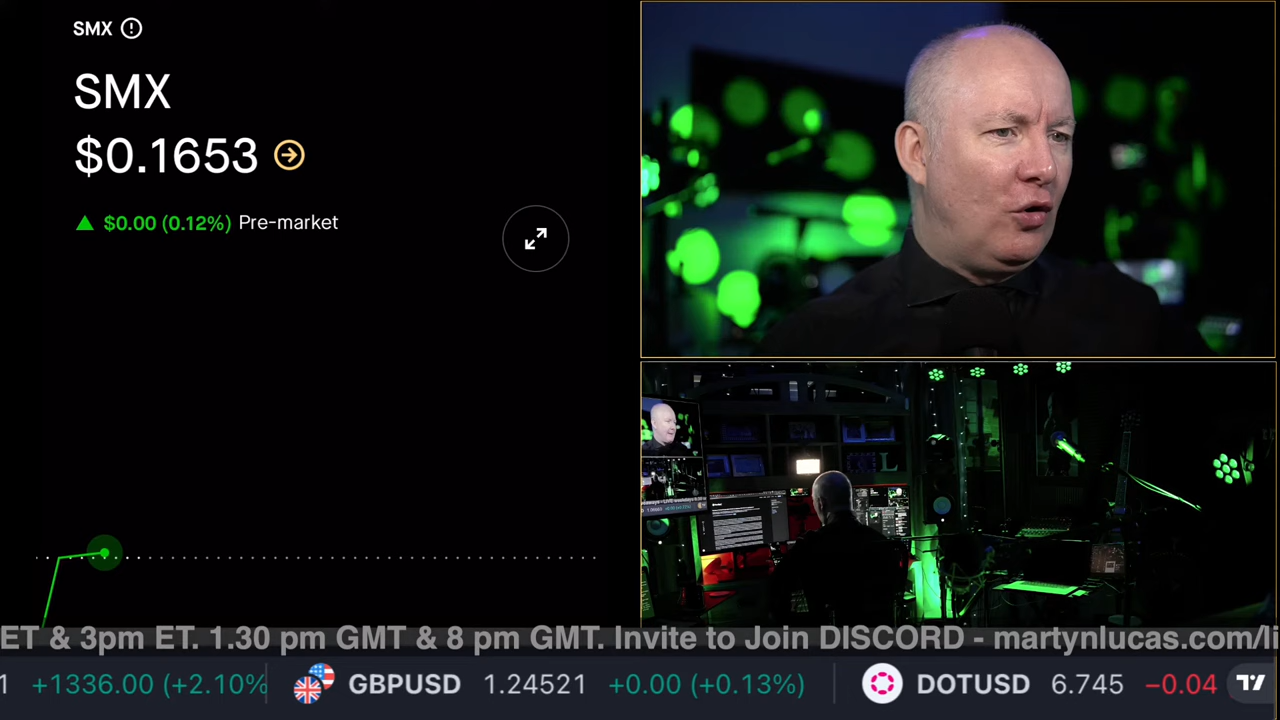 SMX
SMX
$0.1653
$0.00 (0.12%) Pre-market
ET & 3pm ET. 1.30 pm GMT & 8 pm GMT. Invite to Join DISCORD - martynlucas.com/li
1 +1336.00 (+2.10% GBPUSD 1.24521 +0.00 (+0.13%) DOTUSD 6.745 −0.04